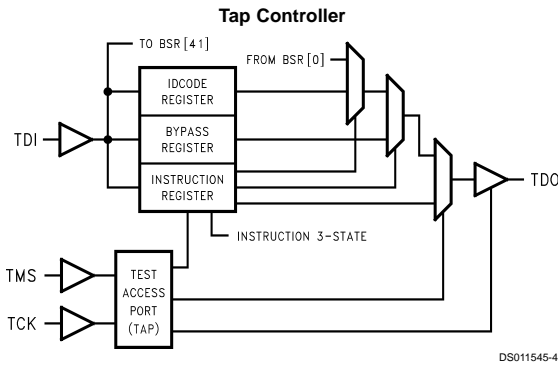 Tap Controller
TO BSR[41]
FROM BSR[0]
IDCODE
REGISTER
BYPASS
REGISTER
INSTRUCTION
REGISTER
TDI
TDO
INSTRUCTION 3-STATE
TMS
TCK
TEST
ACCESS
PORT
(TAP)
DS011545-4